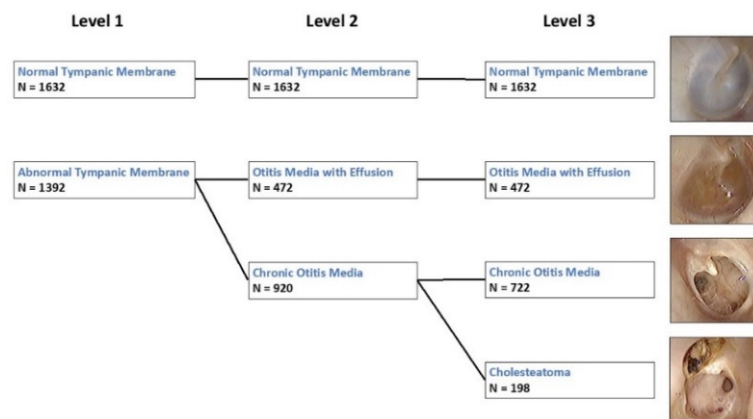 Level 1
Level 2
Level 3
Normal Tympanic Membrane
N = 1632
Normal Tympanic Membrane
N = 1632
Normal Tympanic Membrane
N = 1632
Abnormal Tympanic Membrane
N = 1392
Otitis Media with Effusion
N = 472
Otitis Media with Effusion
N = 472
Chronic Otitis Media
N = 920
Chronic Otitis Media
N = 722
Cholesteatoma
N = 198